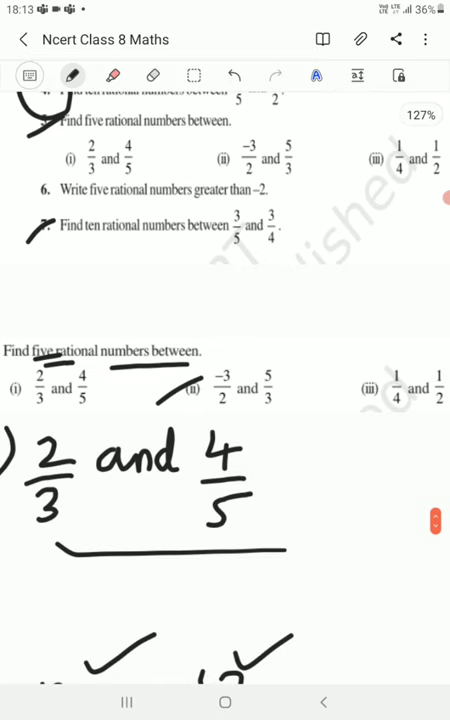 18:13 36%
Ncert Class 8 Maths
127%
5 2
Find five rational numbers between.
(i) 2/3 and 4/5 (ii) -3/2 and 5/3 (iii) 1/4 and 1/2
6. Write five rational numbers greater than –2.
7. Find ten rational numbers between 3/5 and 3/4.
Find five rational numbers between.
(i) 2/3 and 4/5 (ii) -3/2 and 5/3 (iii) 1/4 and 1/2
) 2/3 and 4/5